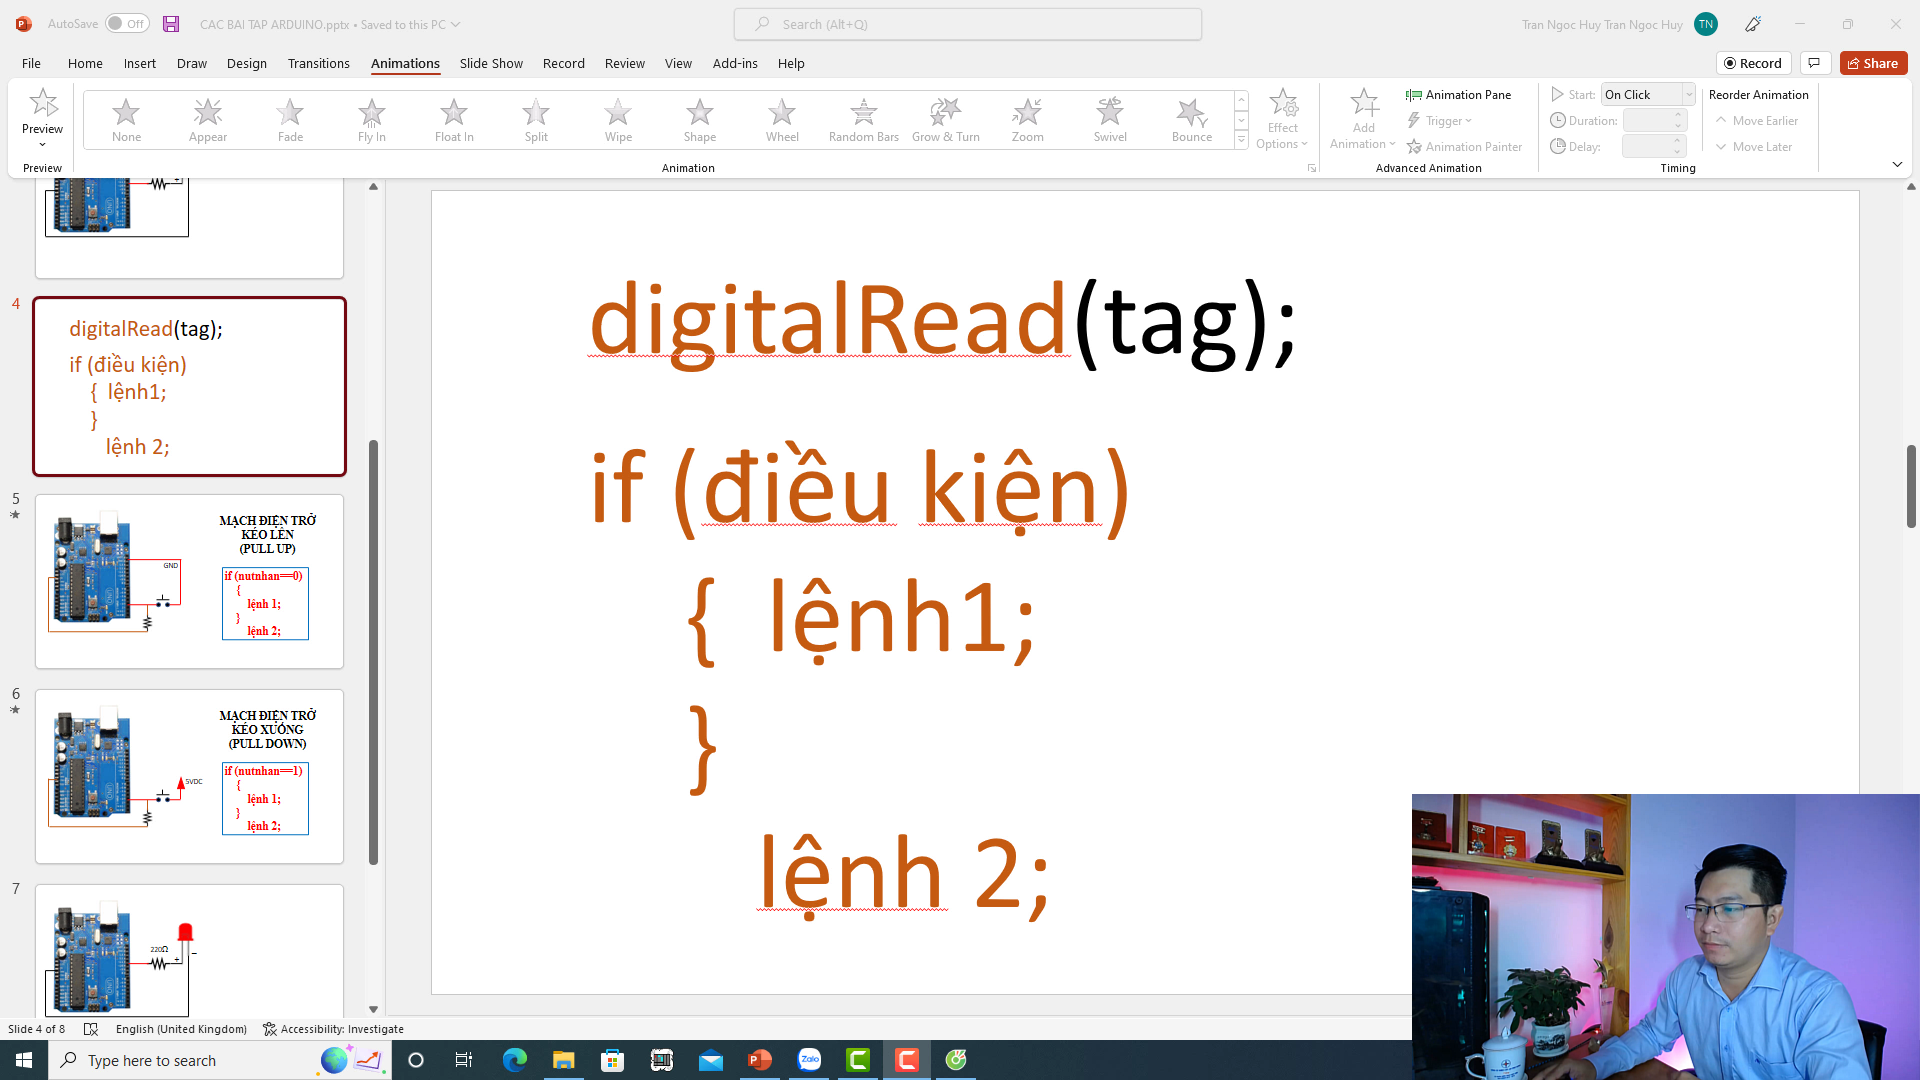 AutoSave
Off
CAC BAI TAP ARDUINO.pptx • Saved to this PC
Search (Alt+Q)
Tran Ngoc Huy Tran Ngoc Huy
TN
File
Home
Insert
Draw
Design
Transitions
Animations
Slide Show
Record
Review
View
Add-ins
Help
Record
Share
Preview
None
Appear
Fade
Fly In
Float In
Split
Wipe
Shape
Wheel
Random Bars
Grow & Turn
Zoom
Swivel
Bounce
Effect
Options
Add
Animation
Animation Pane
Trigger
Animation Painter
Start:
On Click
Duration:
Delay:
Reorder Animation
Move Earlier
Move Later
Preview
Animation
Advanced Animation
Timing
4
digitalRead(tag);
if (điều kiện)
{ lệnh1;
}
lệnh 2;
5
MẠCH ĐIỆN TRỞ
KÉO LÊN
(PULL UP)
GND
if (nutnhan==0)
{
lệnh 1;
}
lệnh 2;
6
MẠCH ĐIỆN TRỞ
KÉO XUỐNG
(PULL DOWN)
5VDC
if (nutnhan==1)
{
lệnh 1;
}
lệnh 2;
7
220Ω
+
−
digitalRead(tag);
if (điều kiện)
{ lệnh1;
}
lệnh 2;
Slide 4 of 8
English (United Kingdom)
Accessibility: Investigate
Type here to search
Zalo